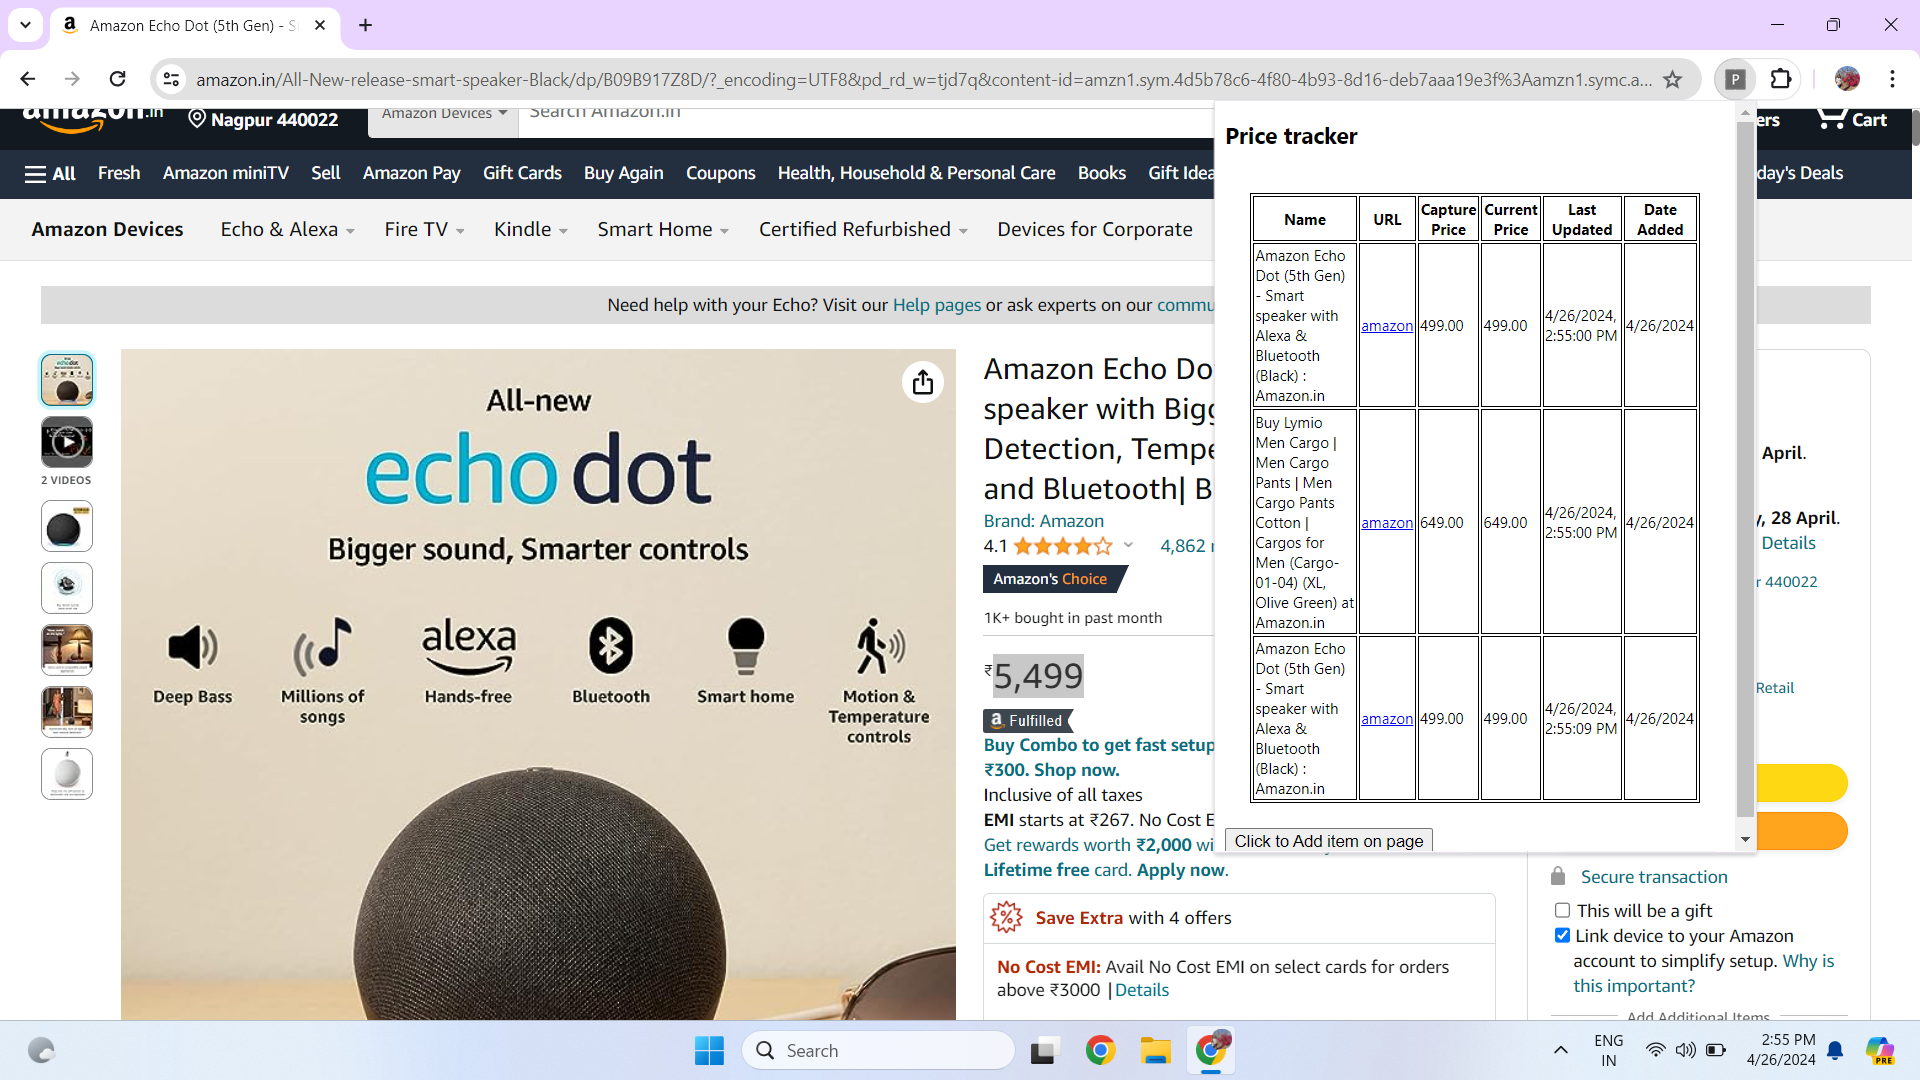 Amazon Echo Dot (5th Gen) - S
amazon.in/All-New-release-smart-speaker-Black/dp/B09B917Z8D/?_encoding=UTF8&pd_rd_w=tjd7q&content-id=amzn1.sym.4d5b78c6-4f80-4b93-8d16-deb7aaa19e3f%3Aamzn1.symc.a...
P
amazon.in
Nagpur 440022
Amazon Devices
Search Amazon.in
ers
Cart
All
Fresh
Amazon miniTV
Sell
Amazon Pay
Gift Cards
Buy Again
Coupons
Health, Household & Personal Care
Books
Gift Idea
day's Deals
Amazon Devices
Echo & Alexa
Fire TV
Kindle
Smart Home
Certified Refurbished
Devices for Corporate
Need help with your Echo? Visit our Help pages or ask experts on our commu
2 VIDEOS
All-new
echo dot
Bigger sound, Smarter controls
Deep Bass
Millions of
songs
alexa
Hands-free
Bluetooth
Smart home
Motion &
Temperature
controls
Amazon Echo Do
speaker with Bigg
Detection, Tempe
and Bluetooth| B
Brand: Amazon
4.1
4,862 r
Amazon's Choice
1K+ bought in past month
₹5,499
a Fulfilled
Buy Combo to get fast setup
₹300. Shop now.
Inclusive of all taxes
EMI starts at ₹267. No Cost E
Get rewards worth ₹2,000 wi
Lifetime free card. Apply now.
Save Extra with 4 offers
No Cost EMI: Avail No Cost EMI on select cards for orders
above ₹3000 | Details
Price tracker
Name
URL
Capture
Price
Current
Price
Last
Updated
Date
Added
Amazon Echo
Dot (5th Gen)
- Smart
speaker with
Alexa &
Bluetooth
(Black) :
Amazon.in
amazon
499.00
499.00
4/26/2024,
2:55:00 PM
4/26/2024
Buy Lymio
Men Cargo |
Men Cargo
Pants | Men
Cargo Pants
Cotton |
Cargos for
Men (Cargo-
01-04) (XL,
Olive Green) at
Amazon.in
amazon
649.00
649.00
4/26/2024,
2:55:00 PM
4/26/2024
Amazon Echo
Dot (5th Gen)
- Smart
speaker with
Alexa &
Bluetooth
(Black) :
Amazon.in
amazon
499.00
499.00
4/26/2024,
2:55:09 PM
4/26/2024
Click to Add item on page
April.
y, 28 April.
Details
r 440022
Retail
Secure transaction
This will be a gift
Link device to your Amazon
account to simplify setup. Why is
this important?
Add Additional Items
Search
ENG
IN
2:55 PM
4/26/2024
PRE